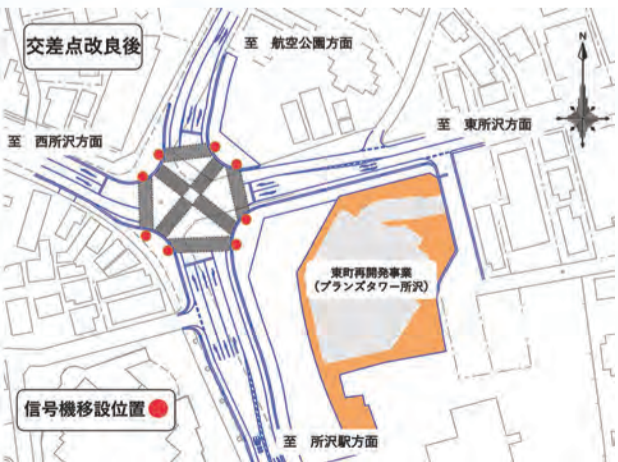 交差点改良後
至　航空公園方面
N
至　西所沢方面
至　東所沢方面
東町再開発事業
（ブランズタワー所沢）
信号機移設位置
至　所沢駅方面